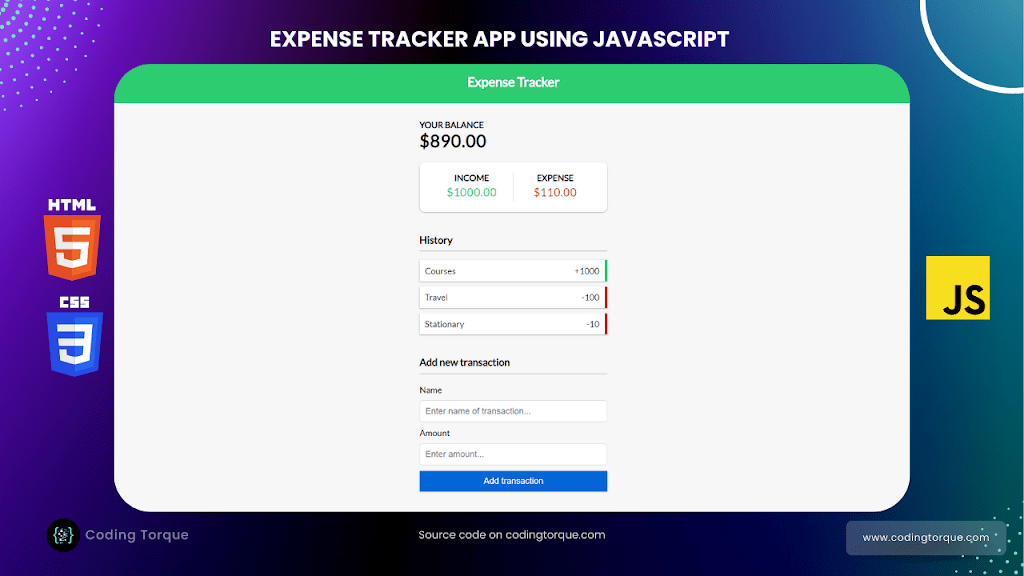 EXPENSE TRACKER APP USING JAVASCRIPT
Expense Tracker
YOUR BALANCE
$890.00
INCOME
$1000.00
EXPENSE
$110.00
History
Courses +1000
Travel -100
Stationary -10
Add new transaction
Name
Enter name of transaction...
Amount
Enter amount...
Add transaction
HTML
5
CSS
3
JS
Coding Torque
Source code on codingtorque.com
www.codingtorque.com